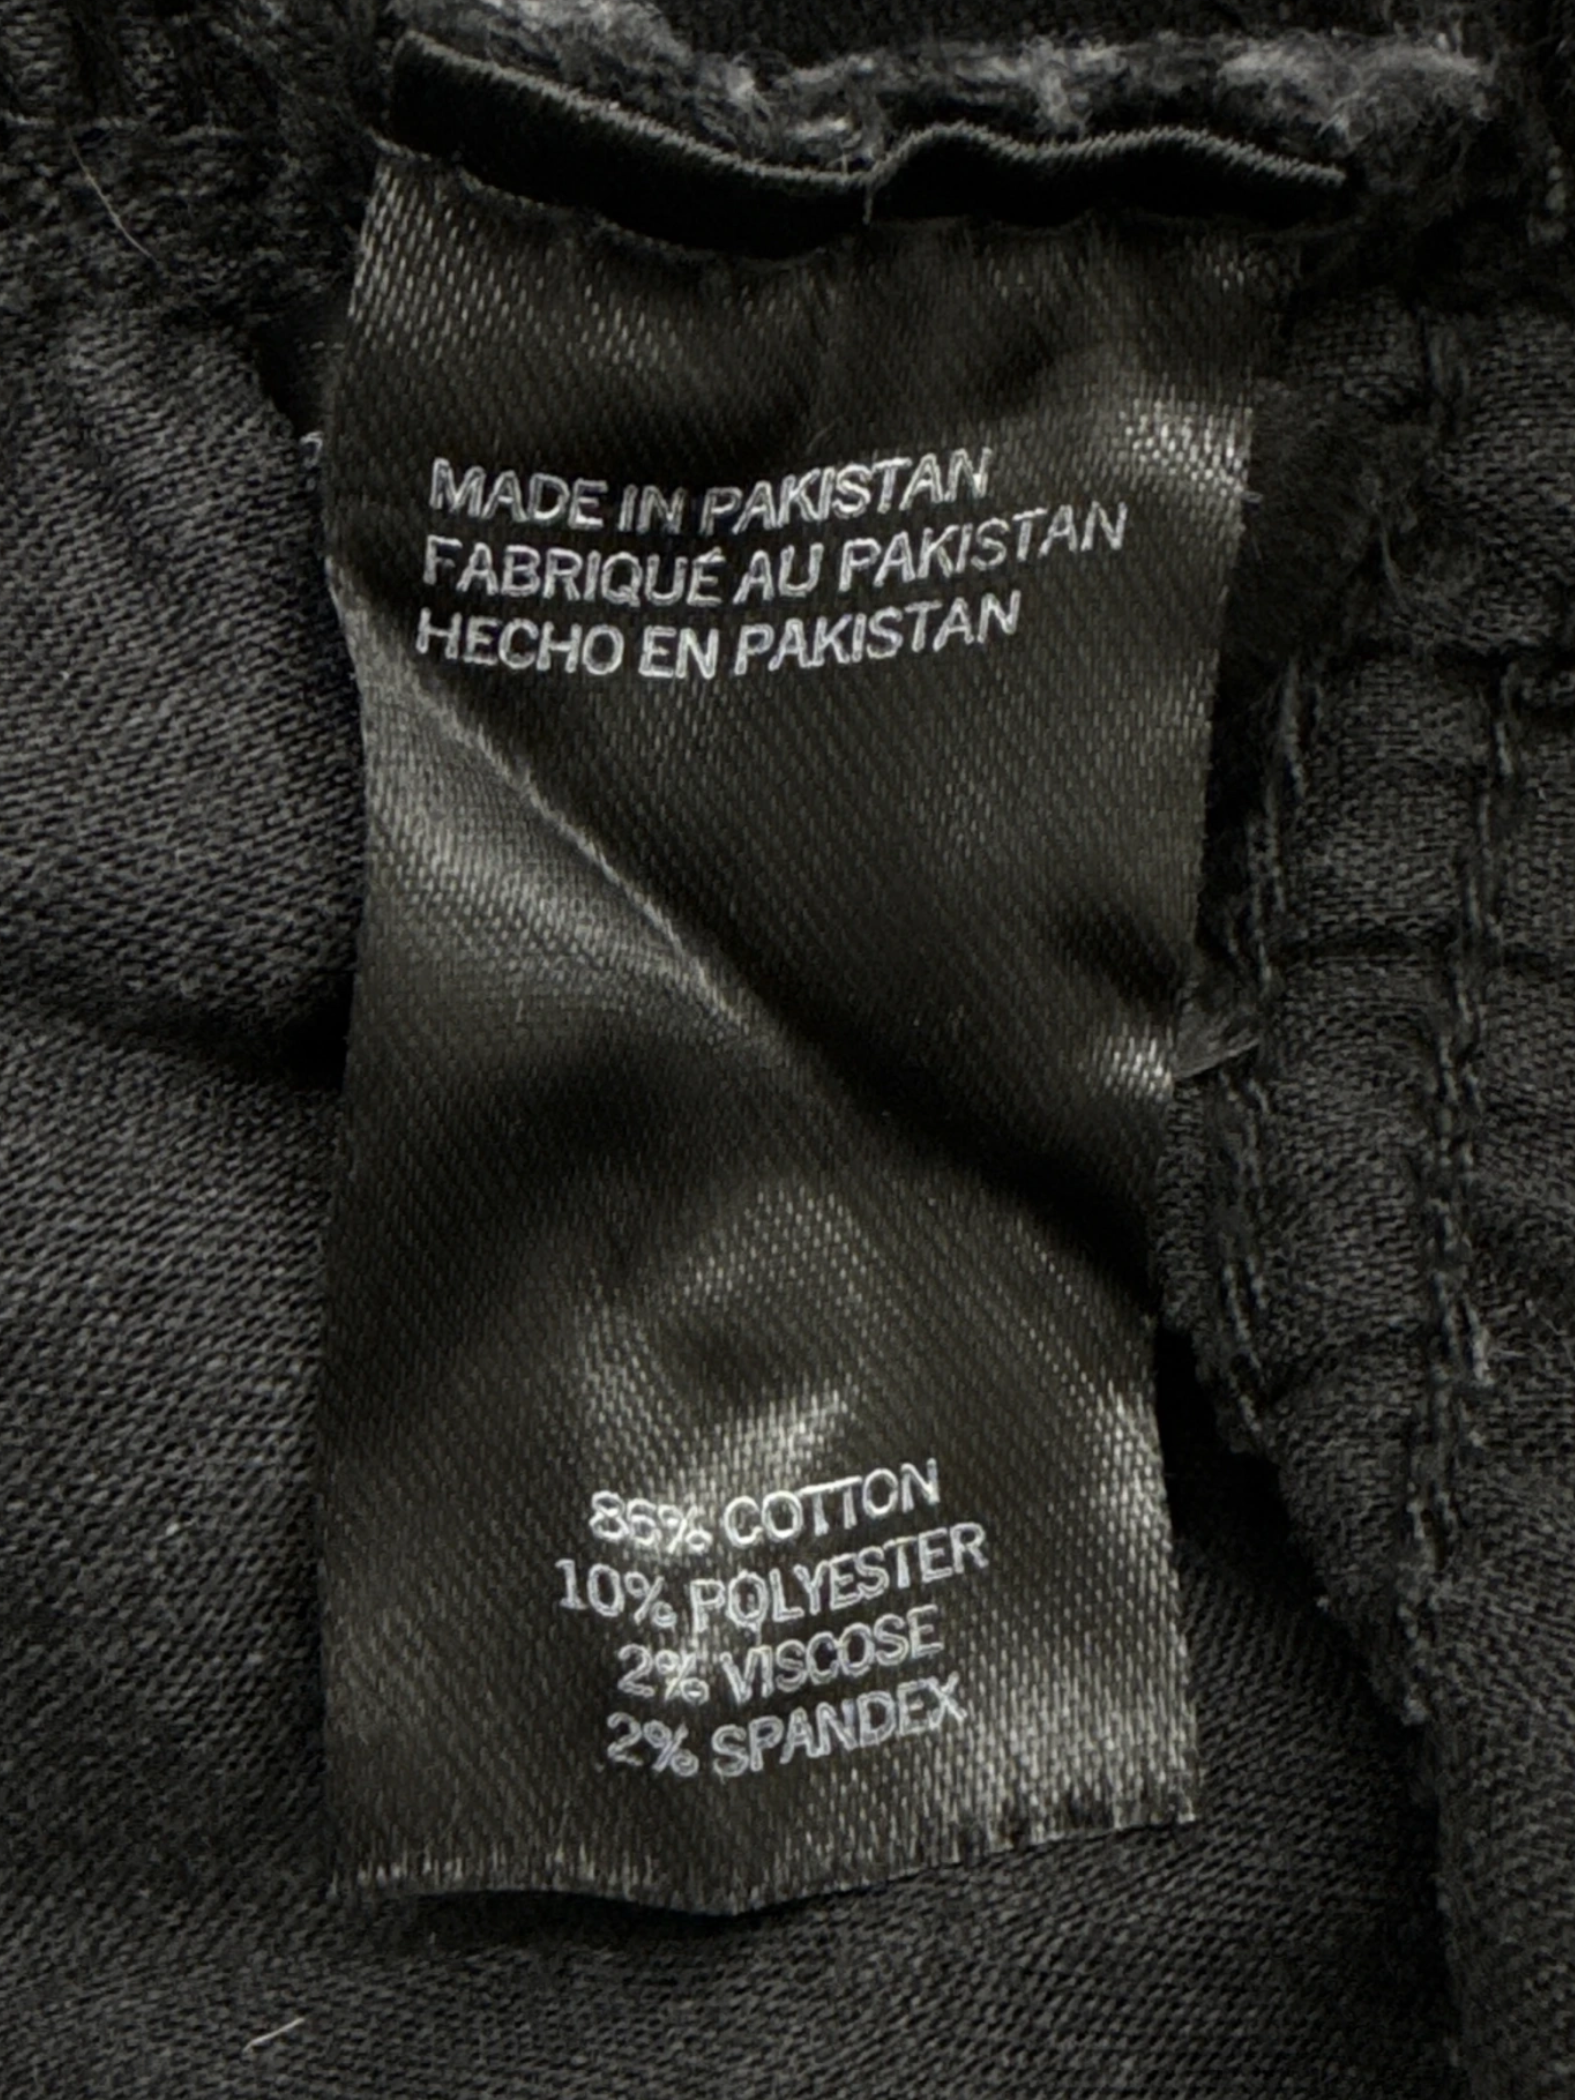 MADE IN PAKISTAN
FABRIQUÉ AU PAKISTAN
HECHO EN PAKISTAN
86% COTTON
10% POLYESTER
2% VISCOSE
2% SPANDEX